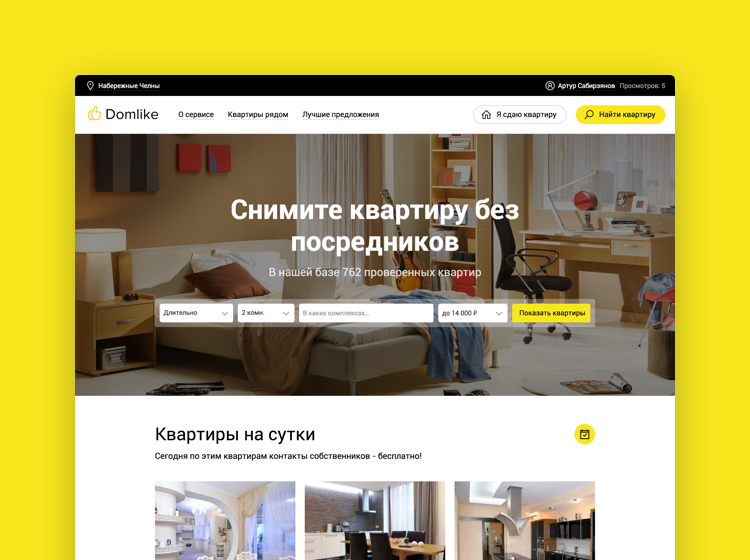 Набережные Челны
Артур Сабирзянов Просмотров: 5
Domlike
О сервисе Квартиры рядом Лучшие предложения
Я сдаю квартиру
Найти квартиру
Снимите квартиру без
посредников
В нашей базе 762 проверенных квартир
Длительно 2 комн. В каких комплексах... до 14 000 ₽ Показать квартиры
Квартиры на сутки
Сегодня по этим квартирам контакты собственников - бесплатно!